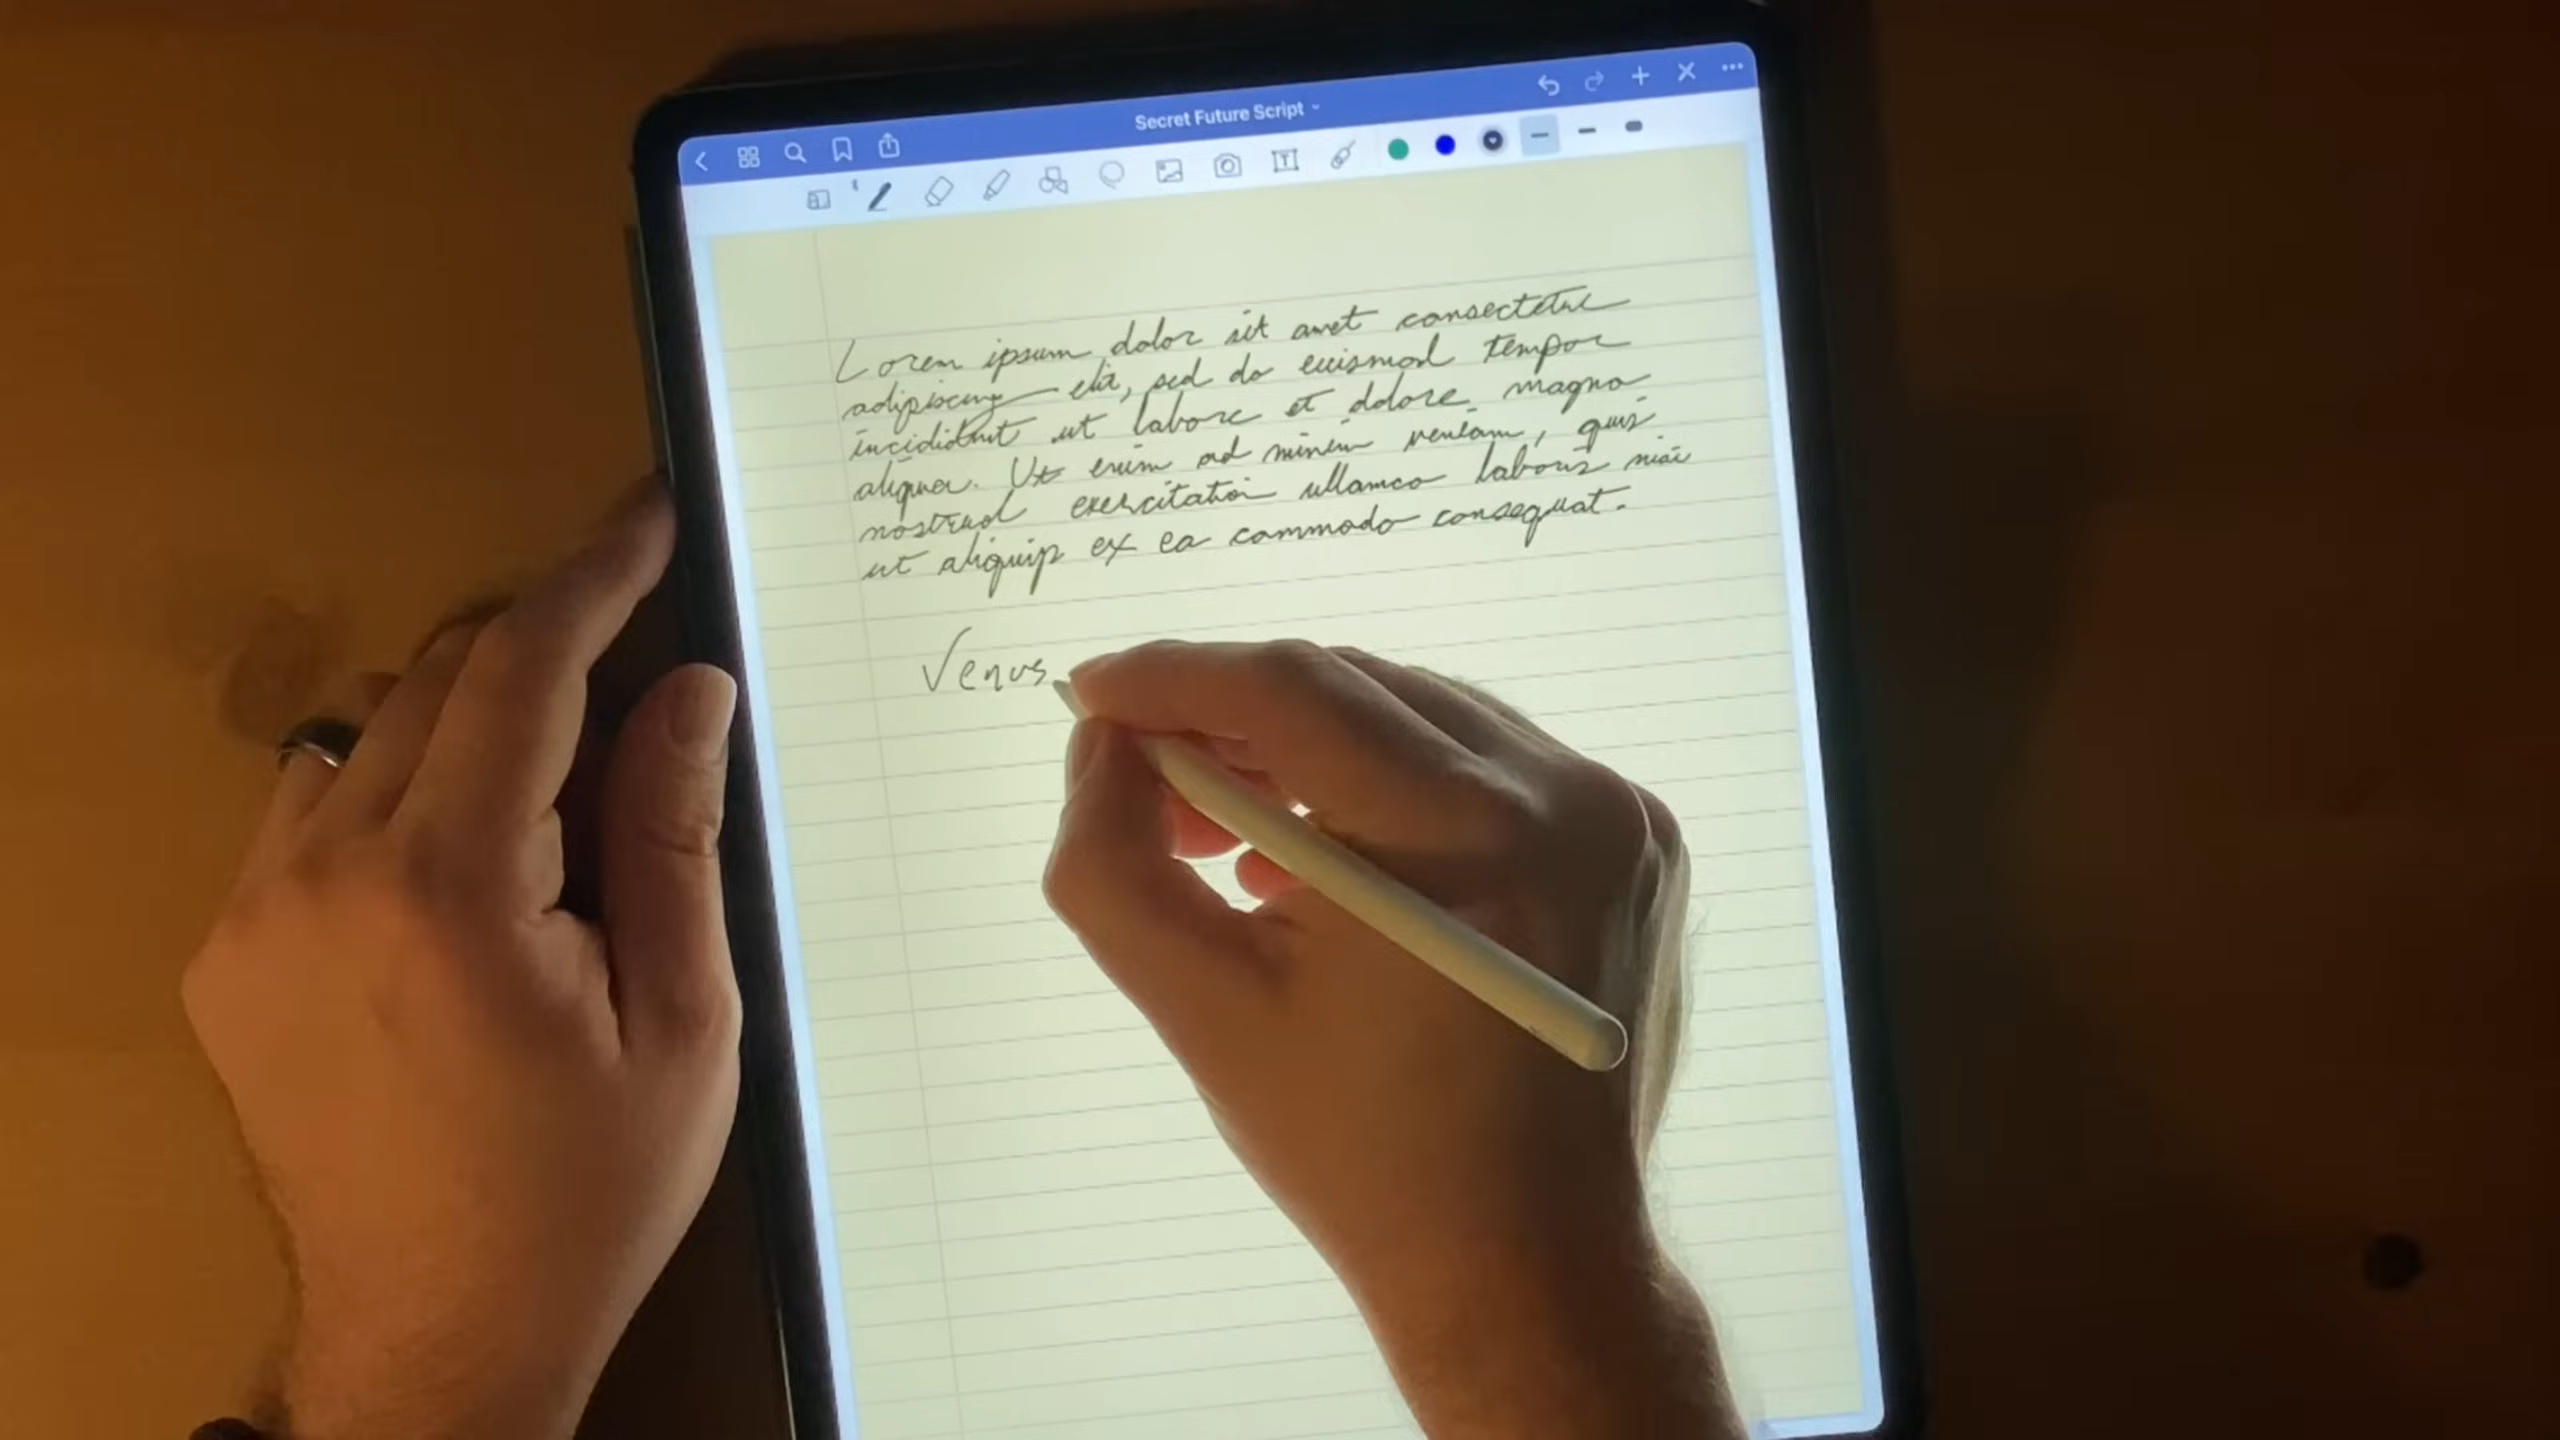 Secret Future Script
Lorem ipsum dolor sit amet consectetur
adipiscing elit, sed do eiusmod tempor
incididunt ut labore et dolore magna
aliqua. Ut enim ad minim veniam, quis
nostrud exercitation ullamco laboris nisi
ut aliquip ex ea commodo consequat.
Venus